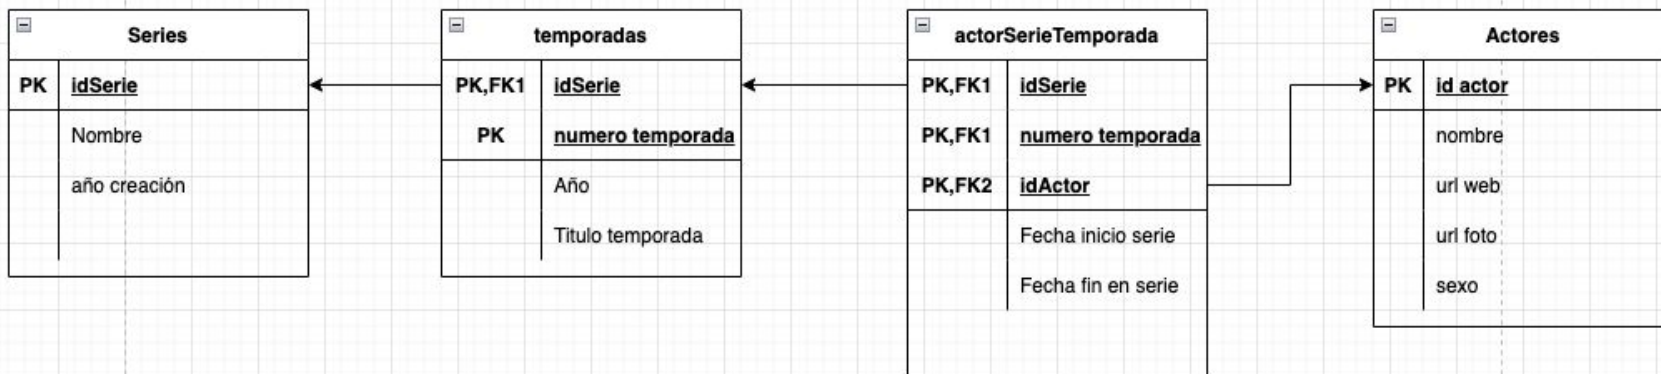 Series
PK idSerie
Nombre
año creación
temporadas
PK,FK1 idSerie
PK numero temporada
Año
Titulo temporada
actorSerieTemporada
PK,FK1 idSerie
PK,FK1 numero temporada
PK,FK2 idActor
Fecha inicio serie
Fecha fin en serie
Actores
PK id actor
nombre
url web
url foto
sexo